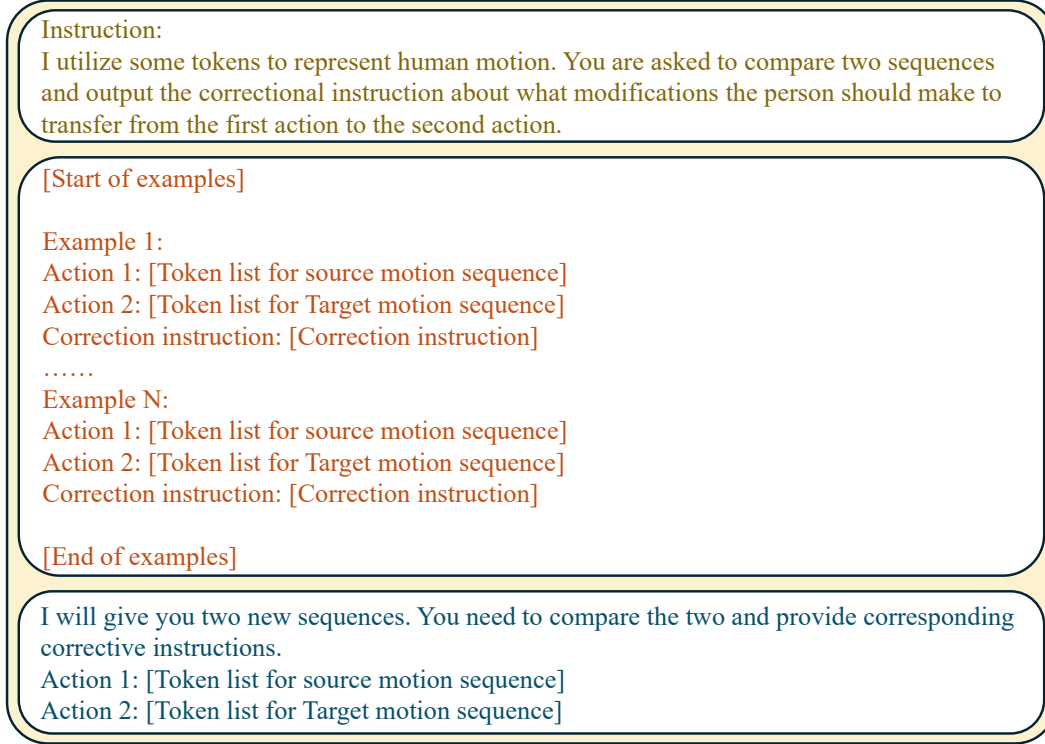 Instruction:
I utilize some tokens to represent human motion. You are asked to compare two sequences
and output the correctional instruction about what modifications the person should make to
transfer from the first action to the second action.
[Start of examples]
Example 1:
Action 1: [Token list for source motion sequence]
Action 2: [Token list for Target motion sequence]
Correction instruction: [Correction instruction]
……
Example N:
Action 1: [Token list for source motion sequence]
Action 2: [Token list for Target motion sequence]
Correction instruction: [Correction instruction]
[End of examples]
I will give you two new sequences. You need to compare the two and provide corresponding
corrective instructions.
Action 1: [Token list for source motion sequence]
Action 2: [Token list for Target motion sequence]